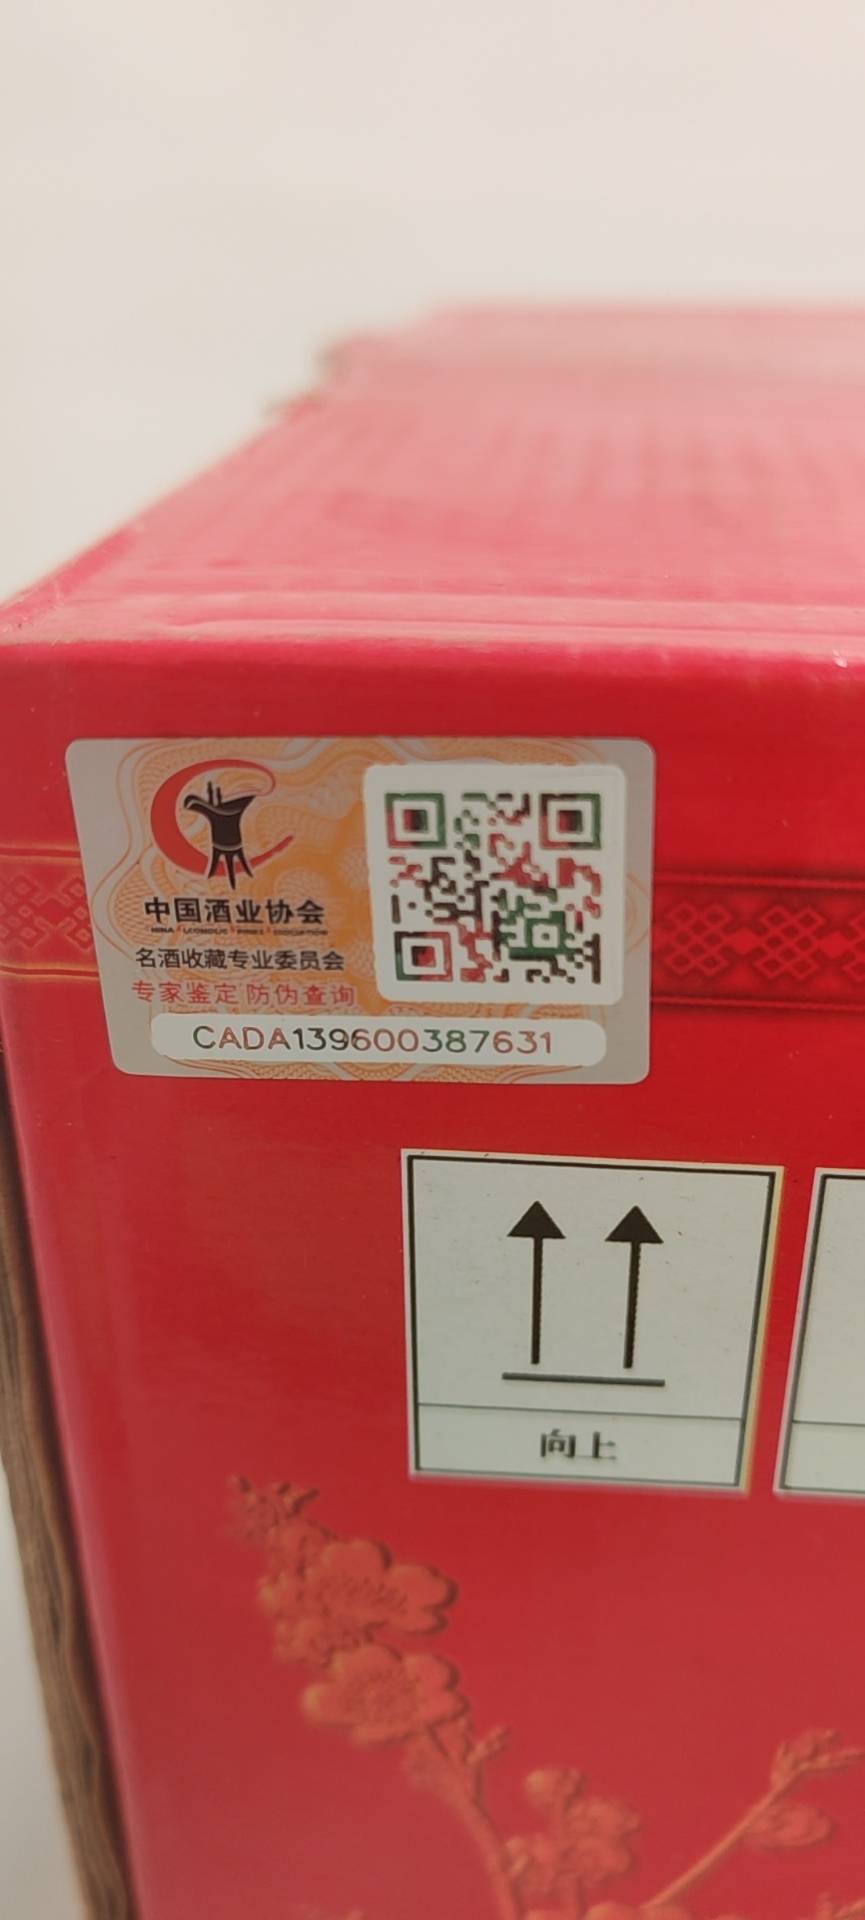 中国酒业协会
名酒收藏专业委员会
专家鉴定 防伪查询
CADA139600387631
向上